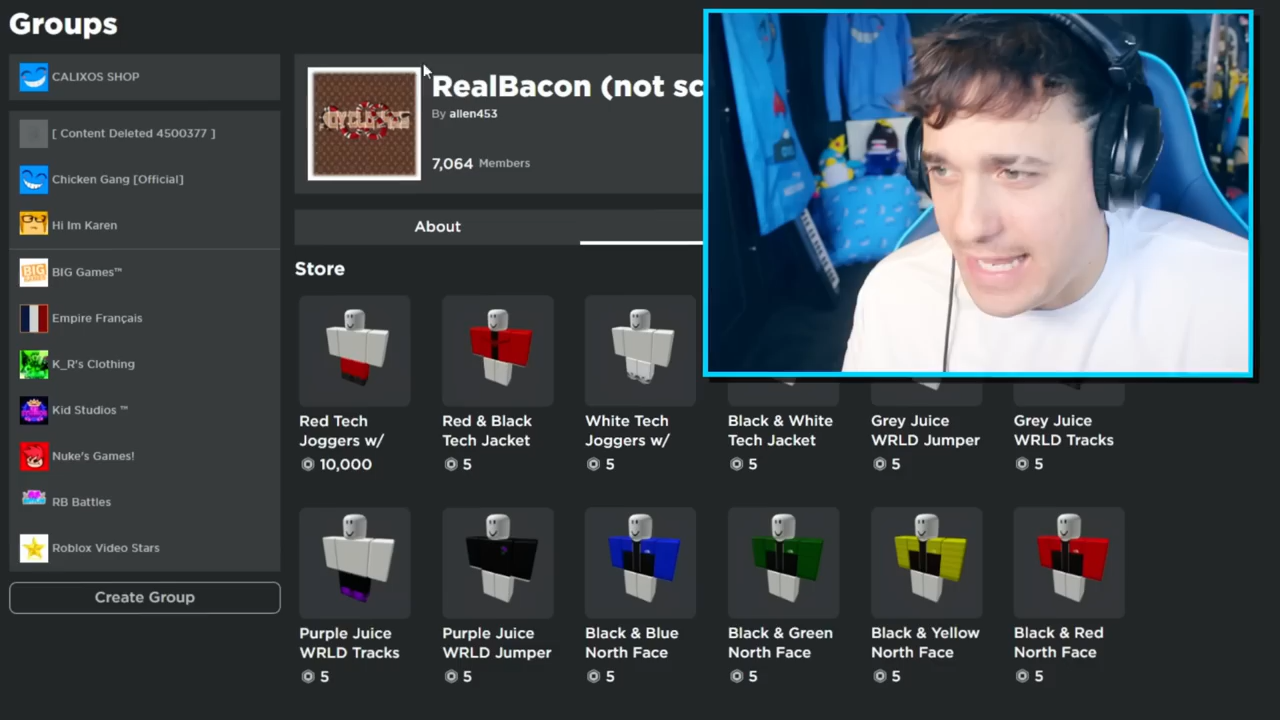 Groups
CALIXOS SHOP
[ Content Deleted 4500377 ]
Chicken Gang [Official]
Hi Im Karen
BIG Games™
Empire Français
K_R's Clothing
Kid Studios ™
Nuke's Games!
RB Battles
Roblox Video Stars
Create Group
RealBacon (not sc
By allen453
7,064 Members
About
Store
Red Tech
Joggers w/
10,000
Red & Black
Tech Jacket
5
White Tech
Joggers w/
5
Black & White
Tech Jacket
5
Grey Juice
WRLD Jumper
5
Grey Juice
WRLD Tracks
5
Purple Juice
WRLD Tracks
5
Purple Juice
WRLD Jumper
5
Black & Blue
North Face
5
Black & Green
North Face
5
Black & Yellow
North Face
5
Black & Red
North Face
5